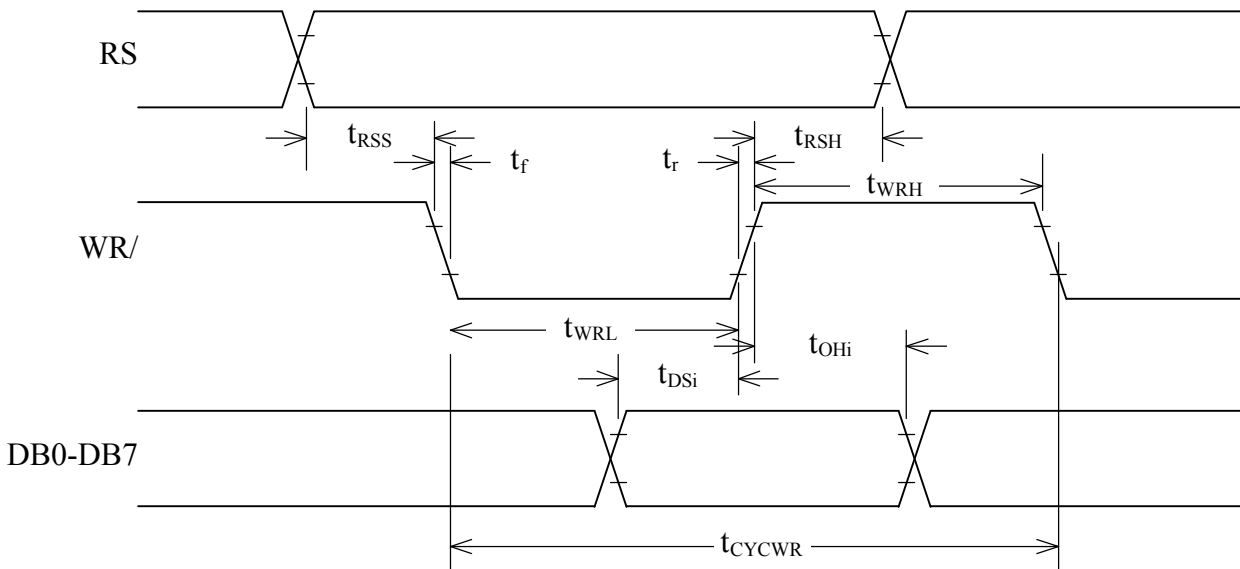 RS
tRSS
tRSH
tf
tr
tWRH
WR/
tWRL
tOHi
tDSi
DB0-DB7
tCYCWR